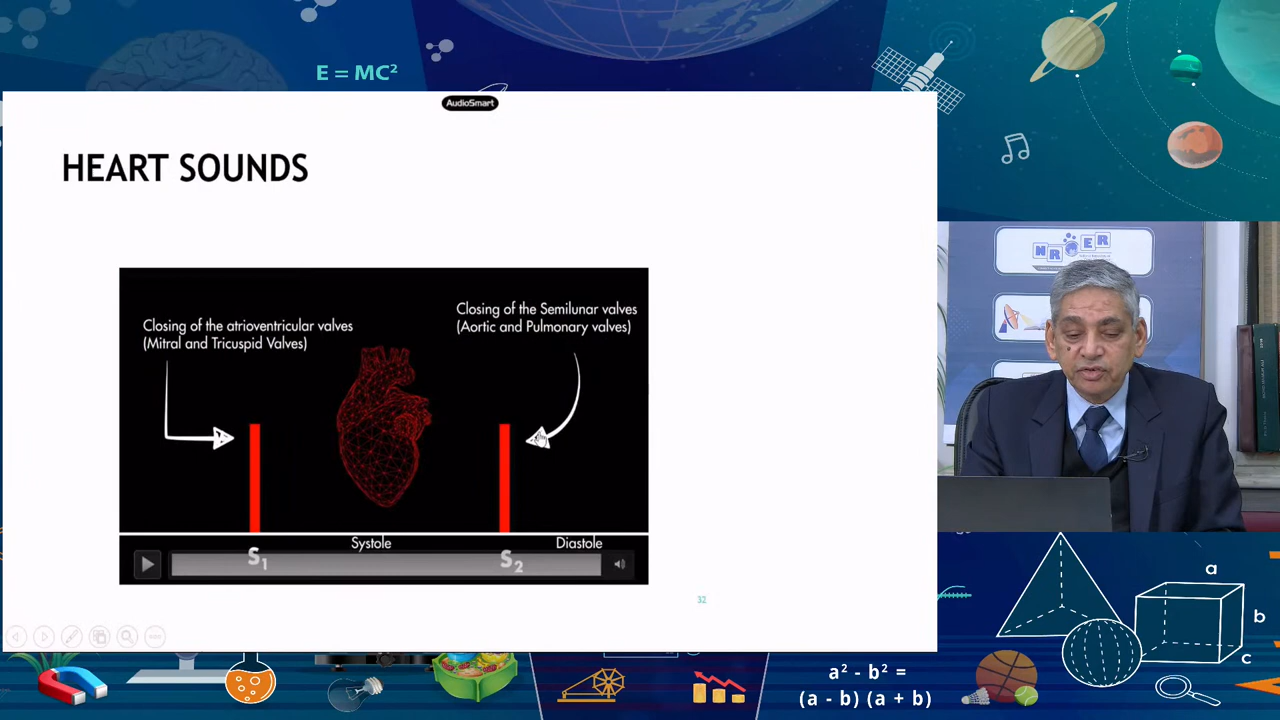 E = MC²
AudioSmart
HEART SOUNDS
NRER
Closing of the atrioventricular valves
(Mitral and Tricuspid Valves)
Closing of the Semilunar valves
(Aortic and Pulmonary valves)
Systole
Diastole
S₁
S₂
32
a
b
c
a² - b² =
(a - b) (a + b)